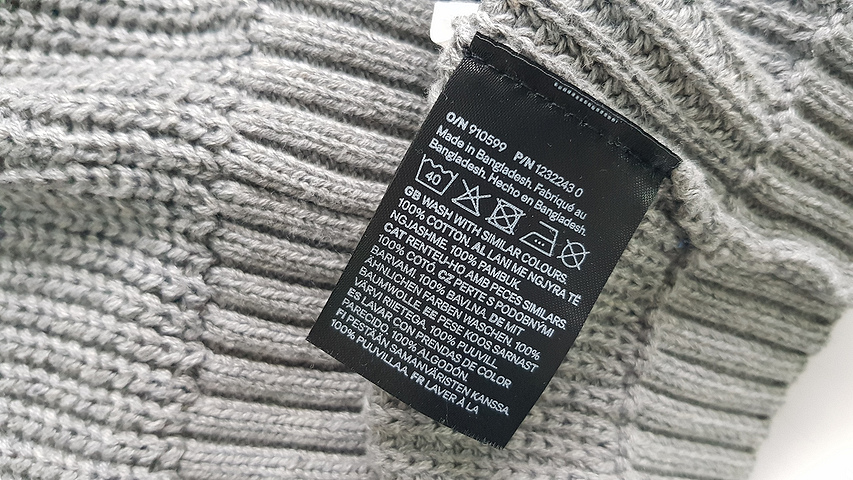 O/N 910599 P/N 1232243 0
Made in Bangladesh. Fabriqué au
Bangladesh. Hecho en Bangladesh.
40
GB WASH WITH SIMILAR COLOURS.
100% COTTON. AL LAN ME NGJYRA TË
NGJASHME. 100% PAMBUK.
CAT RENTEU-HO AMB PECES SIMILARS.
100% COTÓ. CZ PERTE S PODOBNÝMI
BARVAMI. 100% BAVLNA. DE MIT
ÄHNLICHEN FARBEN WASCHEN. 100%
BAUMWOLLE. EE PESE KOOS SARNAST
VÄRVI RIIETEGA. 100% PUUVILL.
ES LAVAR CON PRENDAS DE COLOR
PARECIDO. 100% ALGODÓN.
FI PESTÄÄN SAMANVÄRISTEN KANSSA.
100% PUUVILLAA. FR LAVER À LA